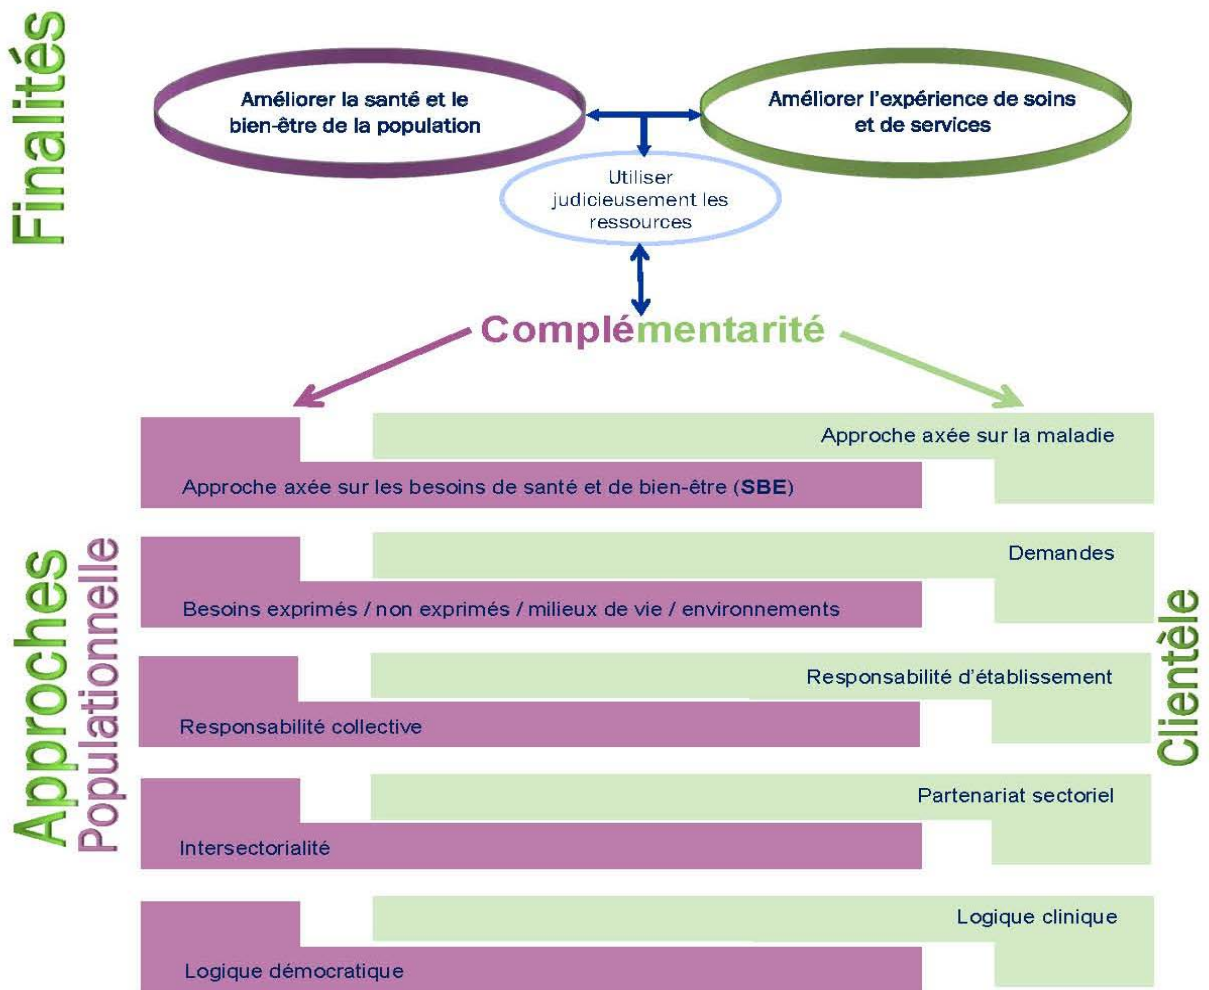 Finalités
Améliorer la santé et le
bien-être de la population
Améliorer l'expérience de soins
et de services
Utiliser
judicieusement les
ressources
Complémentarité
Approches
Populationnelle
Clientèle
Approche axée sur la maladie
Approche axée sur les besoins de santé et de bien-être (SBE)
Demandes
Besoins exprimés / non exprimés / milieux de vie / environnements
Responsabilité d'établissement
Responsabilité collective
Partenariat sectoriel
Intersectorialité
Logique clinique
Logique démocratique